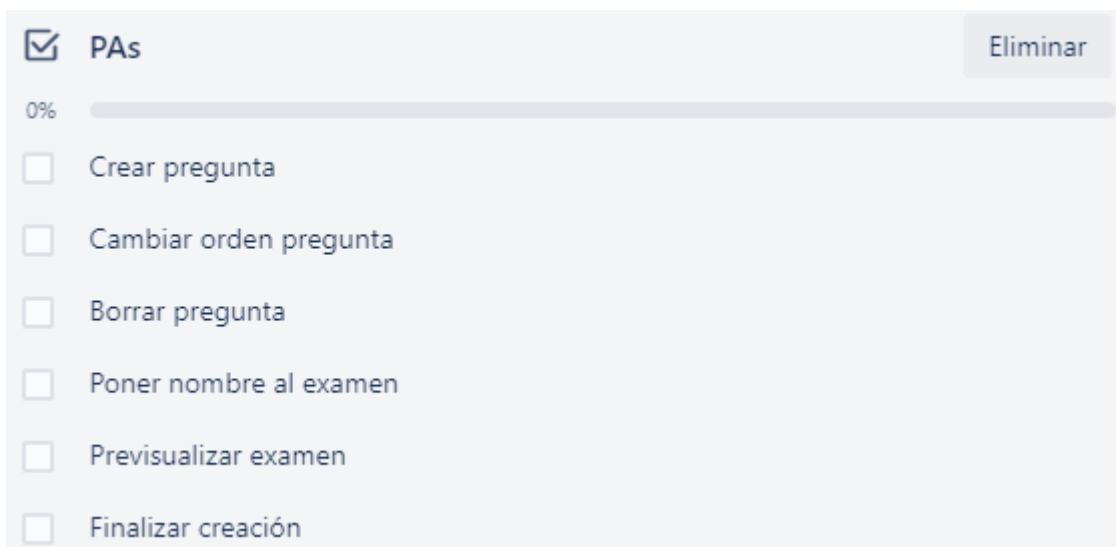 PAs
Eliminar
0%
Crear pregunta
Cambiar orden pregunta
Borrar pregunta
Poner nombre al examen
Previsualizar examen
Finalizar creación